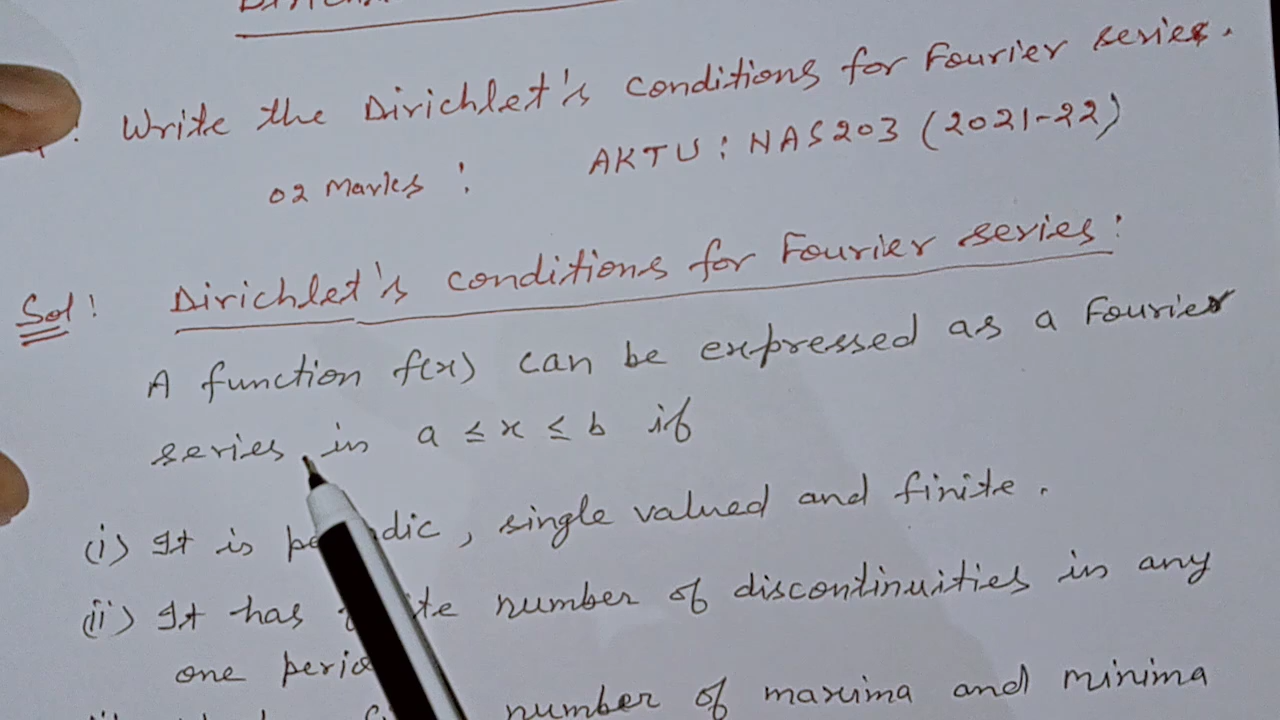 Write the Dirichlet's conditions for Fourier series.
02 Marks : AKTU : NAS203 (2021-22)
Sol! Dirichlet's conditions for Fourier series:
A function f(x) can be expressed as a Fourier
series in a ≤ x ≤ b if
(i) It is , single valued and finite.
(ii) It has number of discontinuities in any
one
number of maxima and minima